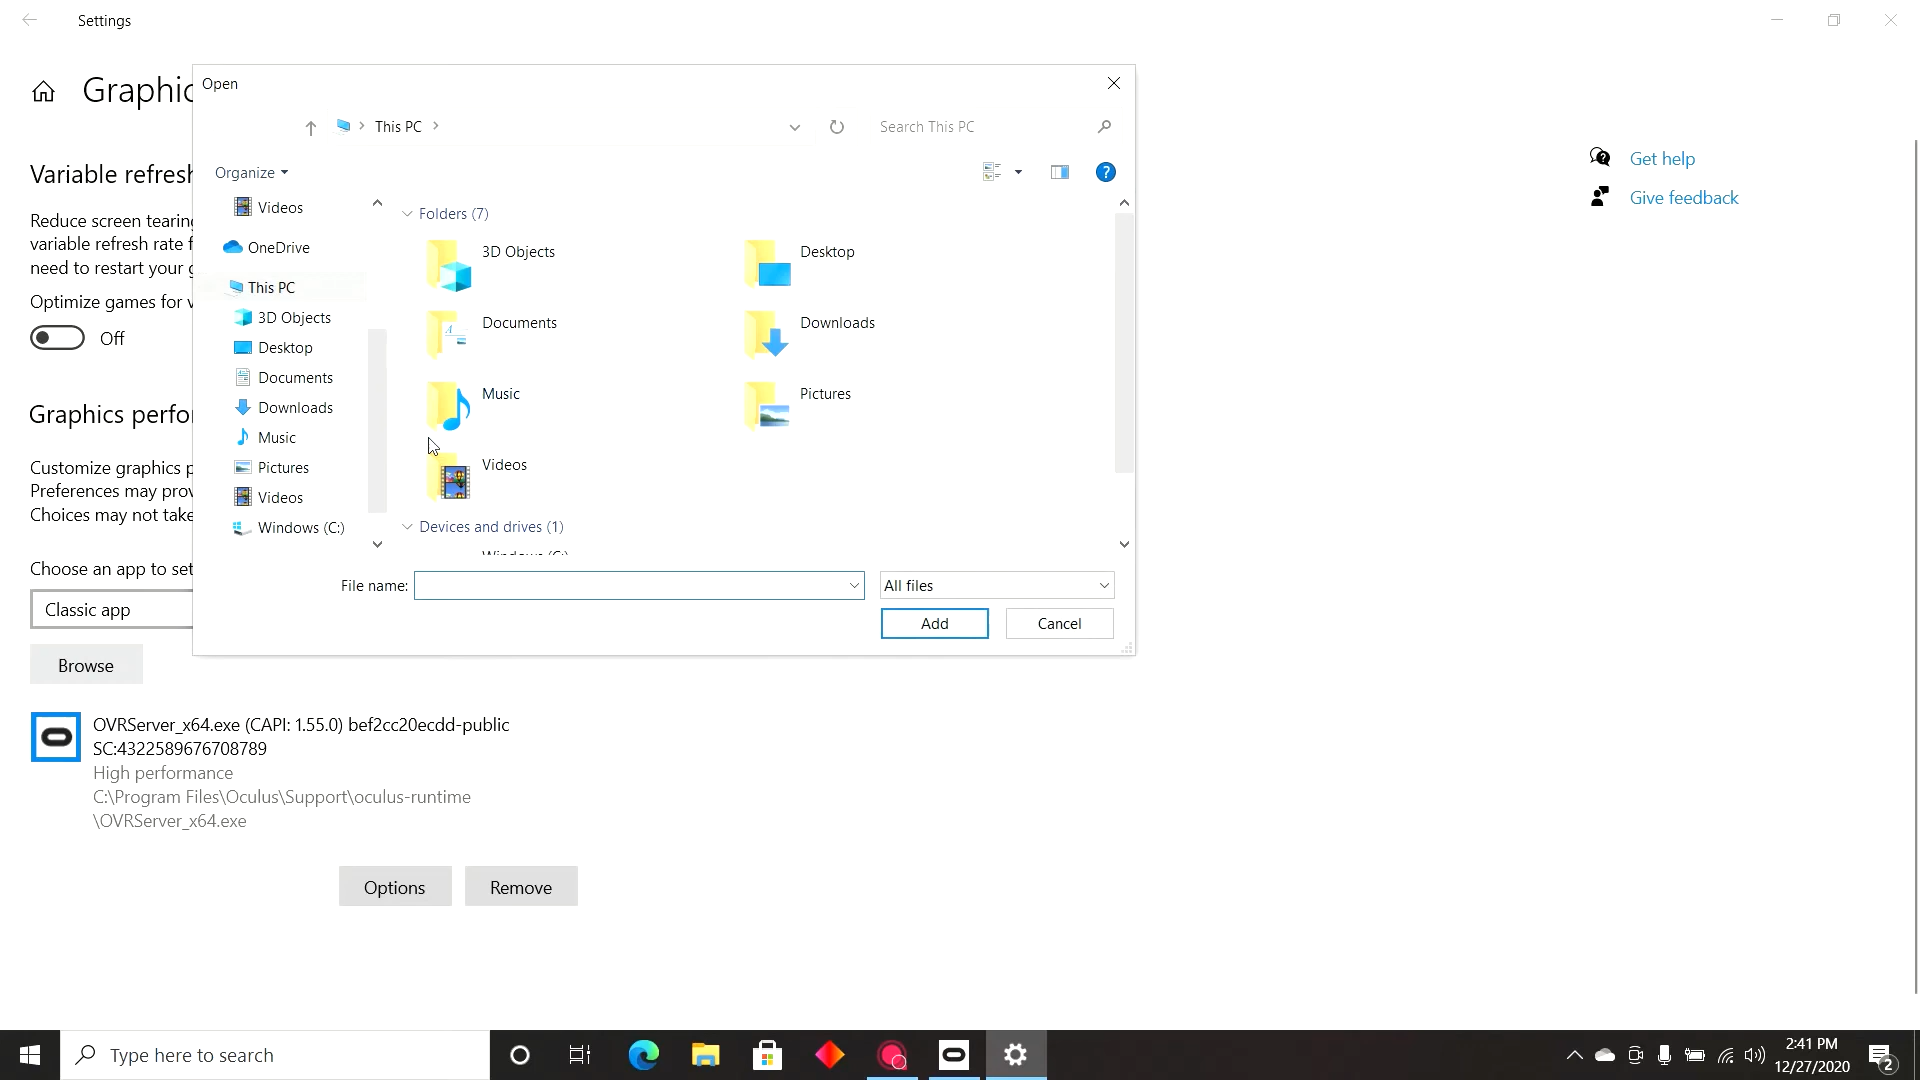 Settings
Graphic
Variable refresh
Reduce screen tearing
variable refresh rate f
need to restart your g
Optimize games for v
Off
Graphics perfor
Customize graphics p
Preferences may prov
Choices may not take
Choose an app to set
Classic app
Browse
OVRServer_x64.exe (CAPI: 1.55.0) bef2cc20ecdd-public
SC:4322589676708789
High performance
C:\Program Files\Oculus\Support\oculus-runtime
\OVRServer_x64.exe
Options
Remove
Open
This PC
Search This PC
Organize
?
Videos
OneDrive
This PC
3D Objects
Desktop
Documents
Downloads
Music
Pictures
Videos
Windows (C:)
Folders (7)
3D Objects
Desktop
Documents
Downloads
Music
Pictures
Videos
Devices and drives (1)
Windows (C:)
File name:
All files
Add
Cancel
Get help
Give feedback
Type here to search
2:41 PM
12/27/2020
2